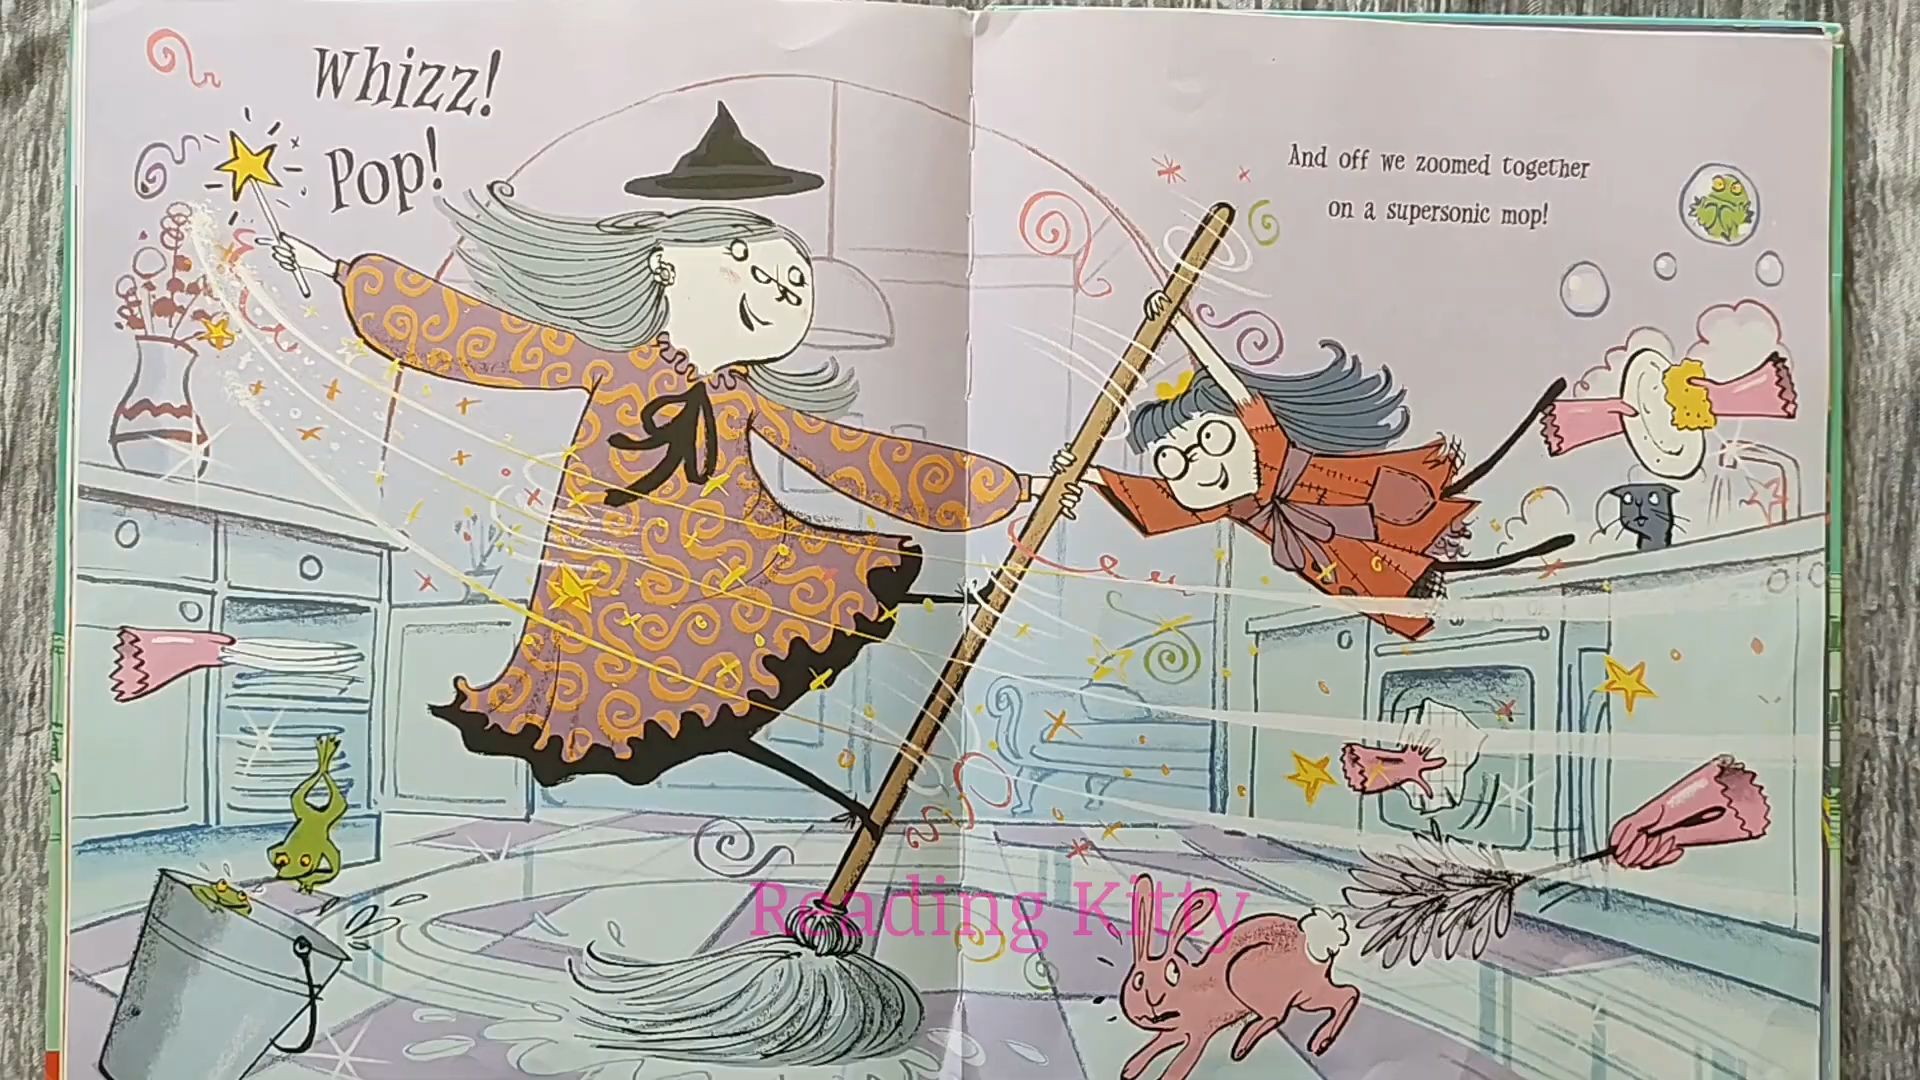 Whizz!
Pop!
And off we zoomed together
on a supersonic mop!
Reading Kitty